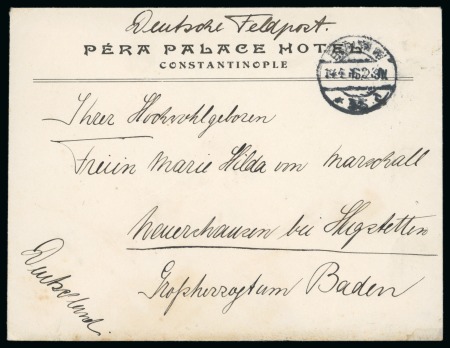 Deutsche Feldpost.
PÉRA PALACE HOTEL
CONSTANTINOPLE
Ihrer Hochwohlgeboren
Freiin Marie Hilda von Marschall
Neuershausen bei Hugstetten
Großherzogtum Baden
Deutschland.